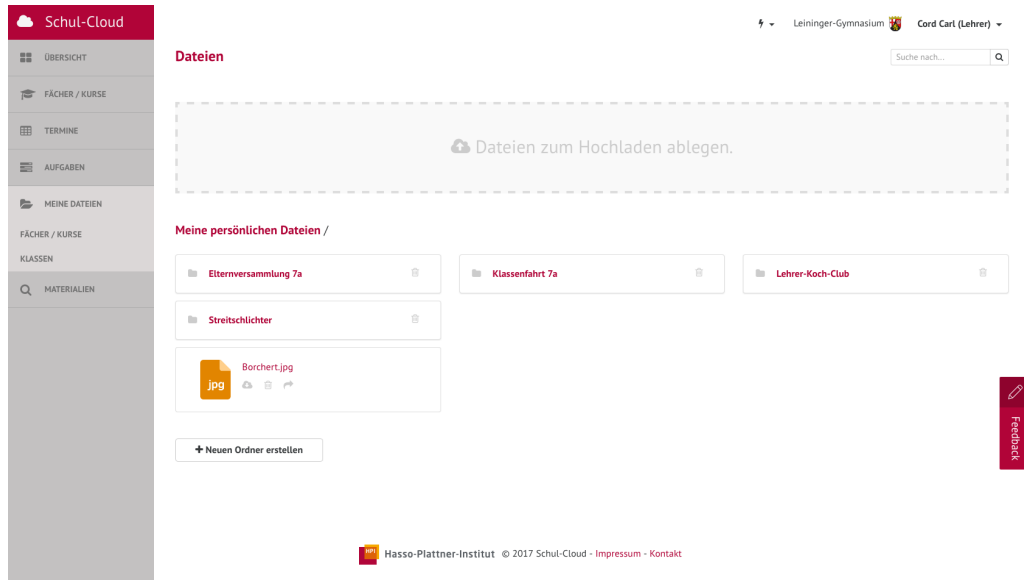 Schul-Cloud
Leininger-Gymnasium Cord Carl (Lehrer)
ÜBERSICHT
Dateien
Suche nach...
FÄCHER / KURSE
TERMINE
Dateien zum Hochladen ablegen.
AUFGABEN
MEINE DATEIEN
FÄCHER / KURSE
Meine persönlichen Dateien /
KLASSEN
Elternversammlung 7a
Klassenfahrt 7a
Lehrer-Koch-Club
MATERIALIEN
Streitschlichter
jpg
Borchert.jpg
Feedback
Neuen Ordner erstellen
HPI Hasso-Plattner-Institut © 2017 Schul-Cloud - Impressum - Kontakt